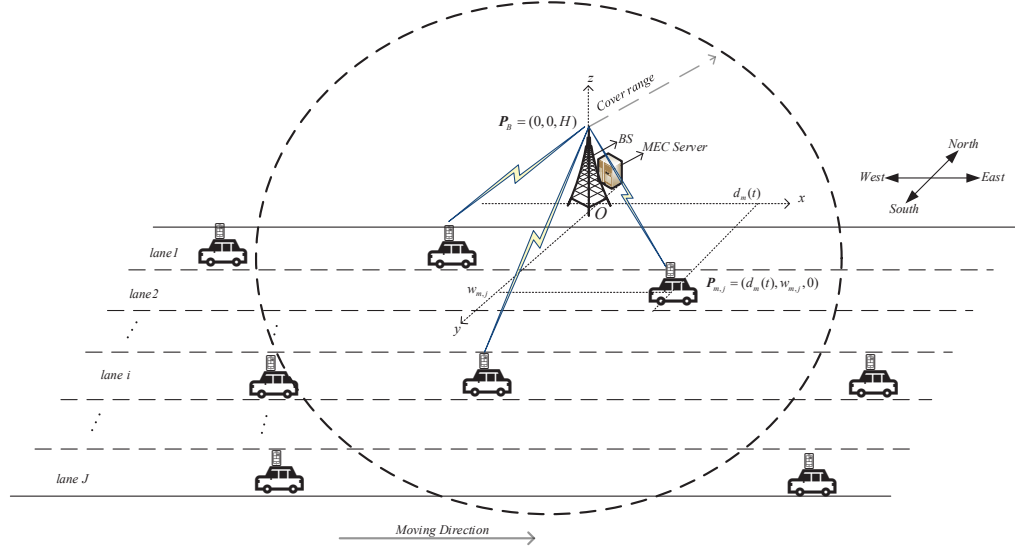 z
Cover range
P_B = (0, 0, H)
BS
MEC Server
North
West
East
South
d_m(t)
x
O
lane1
lane2
w_{m,j}
P_{m,j} = (d_m(t), w_{m,j}, 0)
y
lane i
lane J
Moving Direction